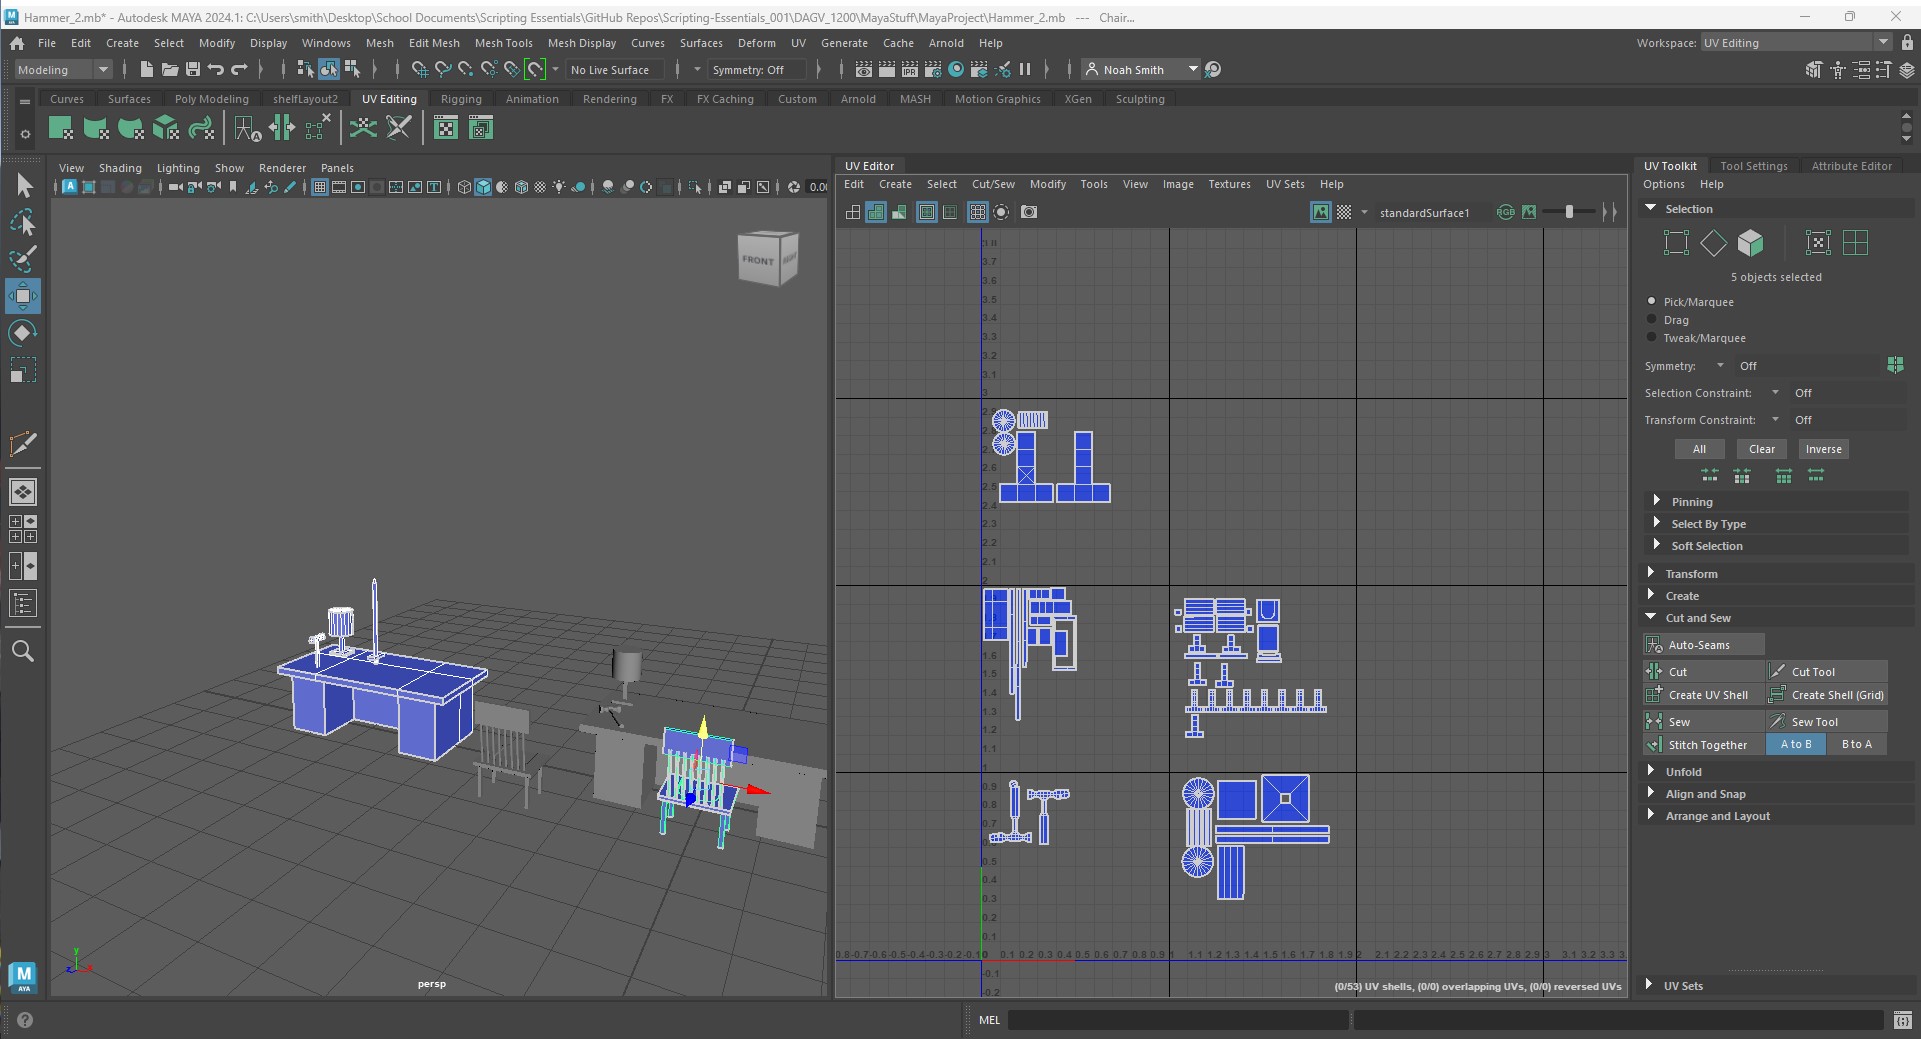 Hammer_2.mb* - Autodesk MAYA 2024.1: C:\Users\smith\Desktop\School Documents\Scripting Essentials\GitHub Repos\Scripting-Essentials_001\DAGV_1200\MayaStuff\MayaProject\Hammer_2.mb --- Chair...
File Edit Create Select Modify Display Windows Mesh Edit Mesh Mesh Tools Mesh Display Curves Surfaces Deform UV Generate Cache Arnold Help Workspace: UV Editing
Modeling No Live Surface Symmetry: Off IPR Noah Smith
Curves Surfaces Poly Modeling shelfLayout2 UV Editing Rigging Animation Rendering FX FX Caching Custom Arnold MASH Motion Graphics XGen Sculpting
View Shading Lighting Show Renderer Panels
0.00
FRONT
persp
UV Editor
Edit Create Select Cut/Sew Modify Tools View Image Textures UV Sets Help
standardSurface1 RGB
3.7
3.6
3.5
3.4
3.3
3.2
3.1
3
2.6
2.5
2.4
2.3
2.2
2.1
2
1.6
1.5
1.4
1.3
1.2
1.1
1
0.9
0.8
0.7
0.5
0.4
0.3
0.2
0.1
0.8-0.7-0.6-0.5-0.4-0.3-0.2-0.1 0 0.1 0.2 0.3 0.4 0.5 0.6 0.7 0.8 0.9 1 1.1 1.2 1.3 1.4 1.5 1.6 1.7 1.8 1.9 2 2.1 2.2 2.3 2.4 2.5 2.6 2.7 2.8 2.9 3 3.1 3.2 3.3
-0.1
-0.2
(0/53) UV shells, (0/0) overlapping UVs, (0/0) reversed UVs
UV Toolkit Tool Settings Attribute Editor
Options Help
Selection
5 objects selected
Pick/Marquee
Drag
Tweak/Marquee
Symmetry: Off
Selection Constraint: Off
Transform Constraint: Off
All Clear Inverse
Pinning
Select By Type
Soft Selection
Transform
Create
Cut and Sew
Auto-Seams
Cut Cut Tool
Create UV Shell Create Shell (Grid)
Sew Sew Tool
Stitch Together A to B B to A
Unfold
Align and Snap
Arrange and Layout
UV Sets
MEL